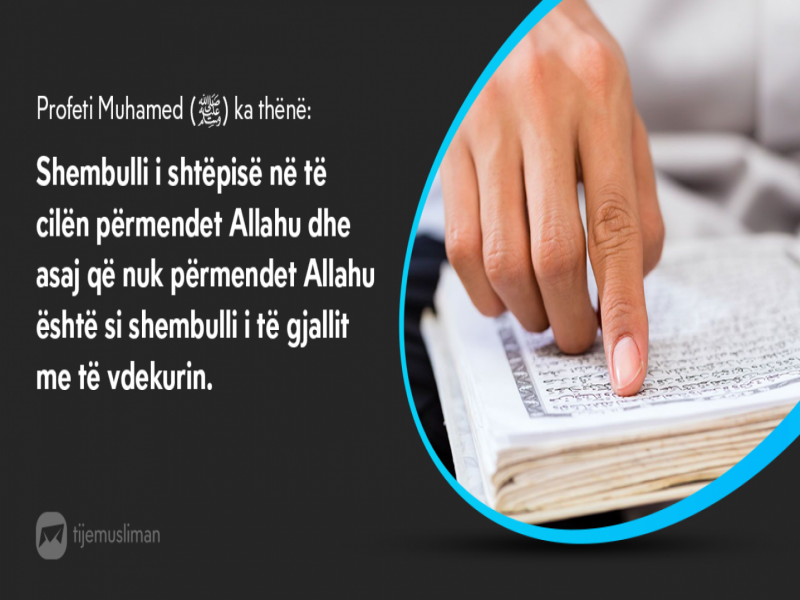 Profeti Muhamed (ﷺ) ka thënë:
Shembulli i shtëpisë në të
cilën përmendet Allahu dhe
asaj që nuk përmendet Allahu
është si shembulli i të gjallit
me të vdekurin.
tijemusliman